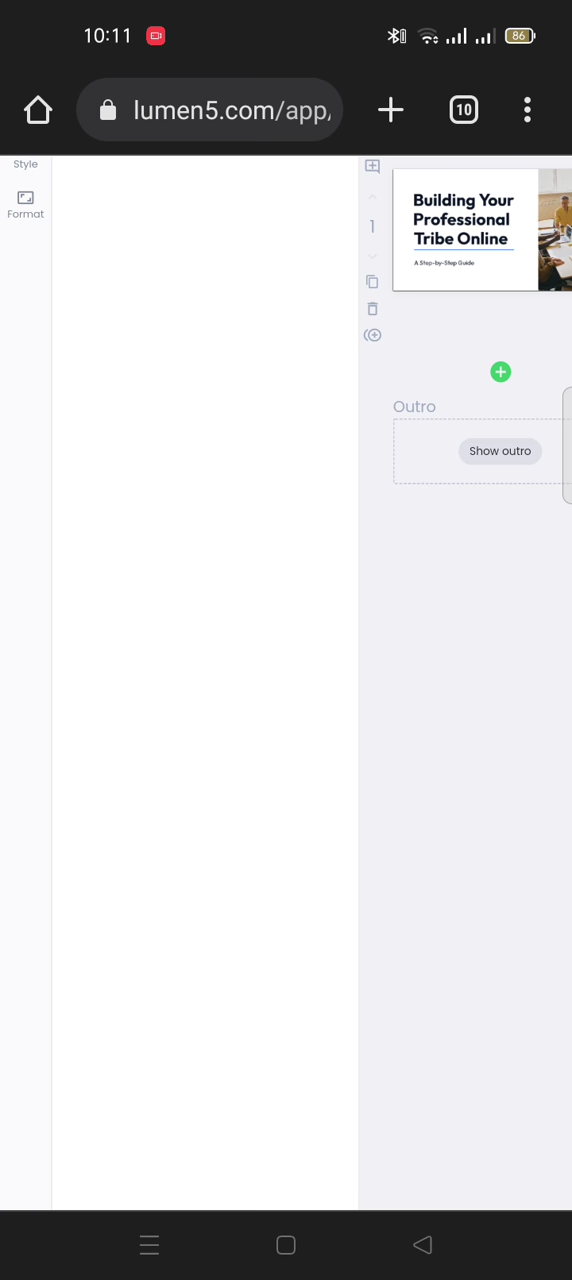 10:11
86
lumen5.com/app/
10
Style
Format
1
Building Your
Professional
Tribe Online
A Step-by-Step Guide
Outro
Show outro